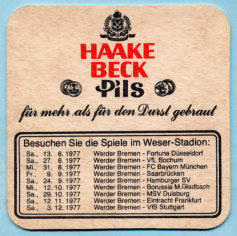 HAAKE
BECK
Pils
für mehr als für den Durst gebraut
Besuchen Sie die Spiele im Weser-Stadion:
Sa., 13. 8. 1977 Werder Bremen - Fortuna Düsseldorf
Sa., 27. 8. 1977 Werder Bremen - VfL Bochum
Mi., 31. 8. 1977 Werder Bremen - FC Bayern München
Fr., 9. 9. 1977 Werder Bremen - Saarbrücken
Sa., 24. 9. 1977 Werder Bremen - Hamburger SV
Mi., 12. 10. 1977 Werder Bremen - Borussia M.Gladbach
Sa., 29. 10. 1977 Werder Bremen - MSV Duisburg
Sa., 12. 11. 1977 Werder Bremen - Eintracht Frankfurt
Sa., 3. 12. 1977 Werder Bremen - VfB Stuttgart